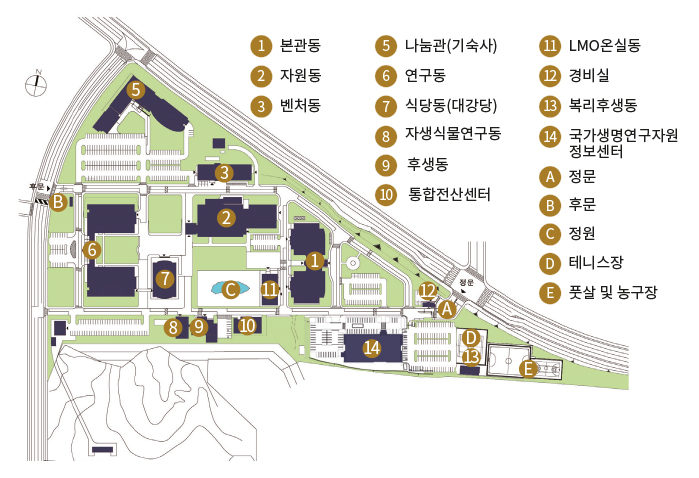 1 본관동
2 자원동
3 벤처동
5 나눔관(기숙사)
6 연구동
7 식당동(대강당)
8 자생식물연구동
9 후생동
10 통합전산센터
11 LMO온실동
12 경비실
13 복리후생동
14 국가생명연구자원
정보센터
A 정문
B 후문
C 정원
D 테니스장
E 풋살 및 농구장
N
5
3
후문
B
2
6
1
7
C
11
12
정문
A
8
9
10
14
D
13
E